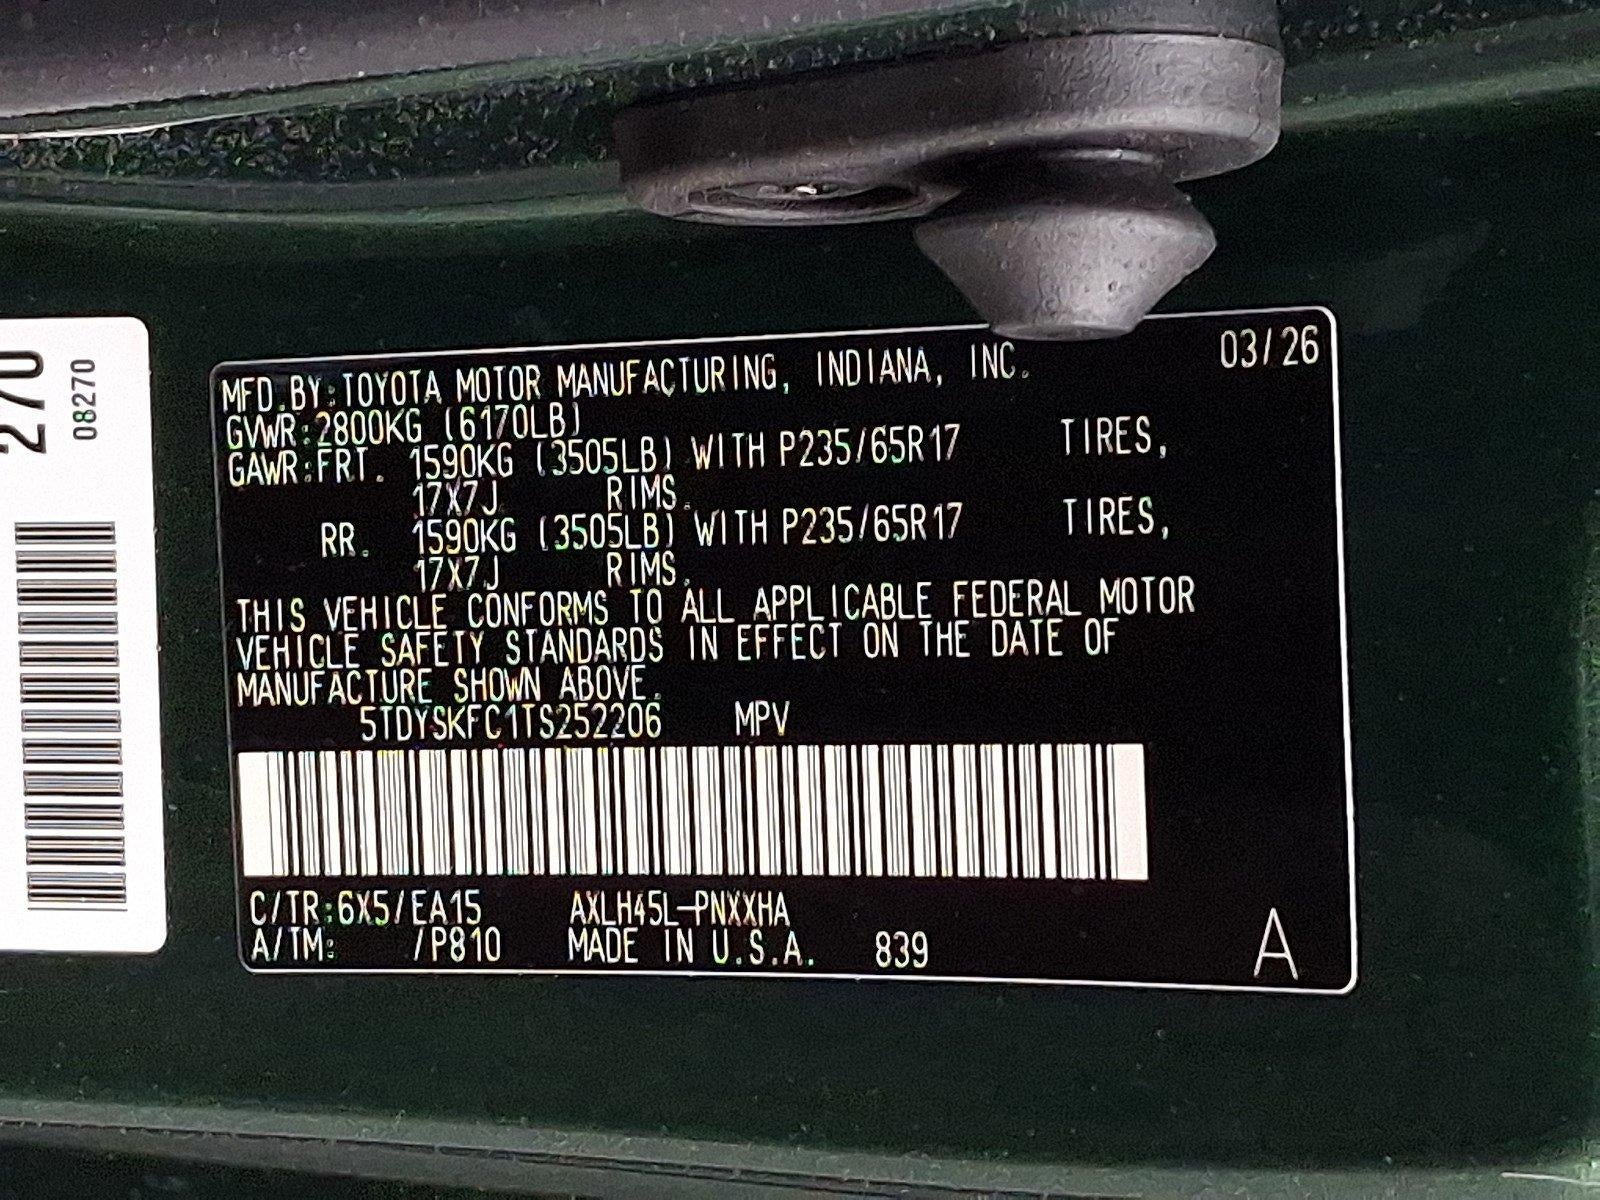 270
08270
MFD.BY:TOYOTA MOTOR MANUFACTURING, INDIANA, INC. 03/26
GVWR:2800KG (6170LB)
GAWR:FRT. 1590KG (3505LB) WITH P235/65R17 TIRES,
17X7J RIMS.
RR. 1590KG (3505LB) WITH P235/65R17 TIRES,
17X7J RIMS.
THIS VEHICLE CONFORMS TO ALL APPLICABLE FEDERAL MOTOR
VEHICLE SAFETY STANDARDS IN EFFECT ON THE DATE OF
MANUFACTURE SHOWN ABOVE.
5TDYSKFC1TS252206 MPV
C/TR:6X5/EA15 AXLH45L-PNXXHA
A/TM: /P810 MADE IN U.S.A. 839 A